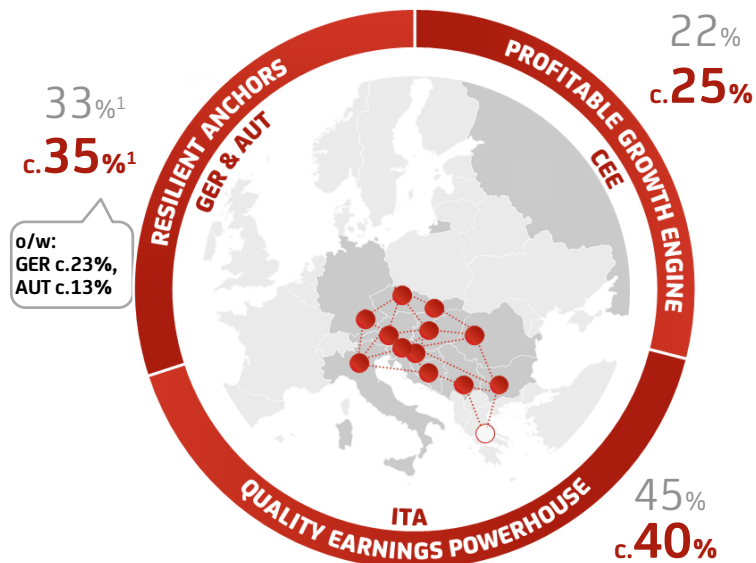 22%
c.25%
PROFITABLE GROWTH ENGINE
CEE
33%¹
c.35%¹
RESILIENT ANCHORS
GER & AUT
o/w:
GER c.23%,
AUT c.13%
ITA
QUALITY EARNINGS POWERHOUSE
45%
c.40%